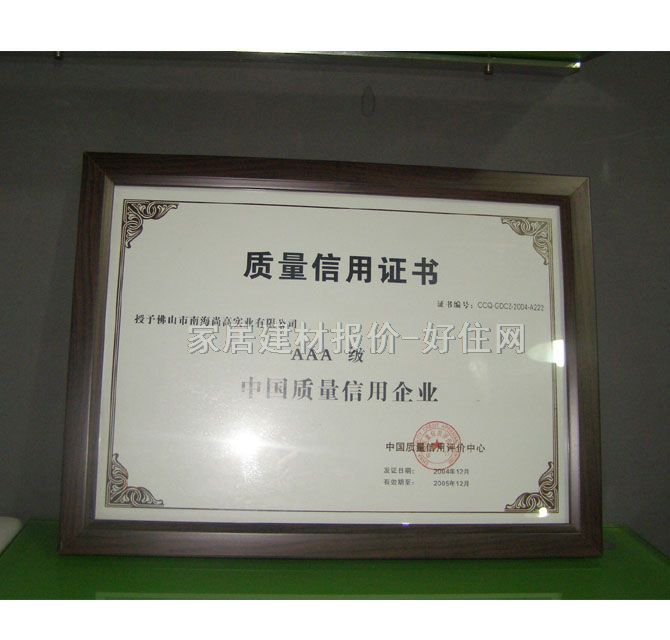 质量信用证书
证书编号：CCQ-GDC2-2004-A222
授予佛山市南海尚高实业有限公司
家居建材报价-好住网
AAA 级
中国质量信用企业
中国质量信用评价中心
发证日期： 2004年12月
有效期至： 2005年12月